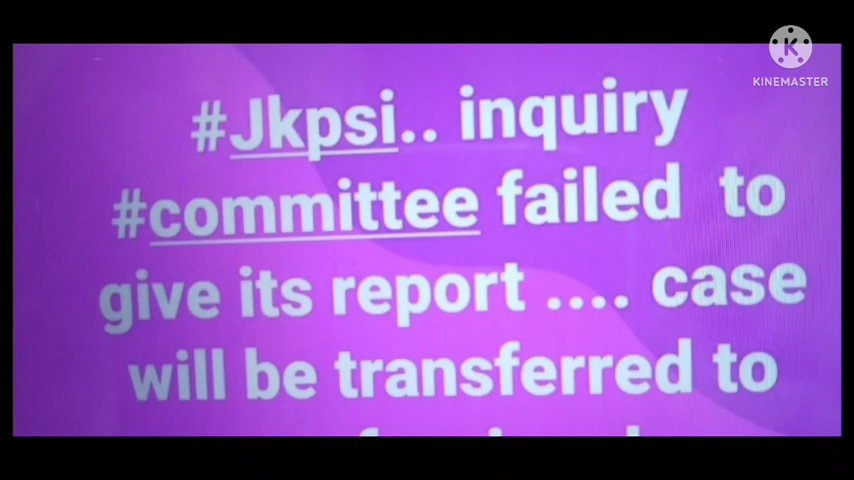 KINEMASTER
#Jkpsi.. inquiry
#committee failed to
give its report .... case
will be transferred to